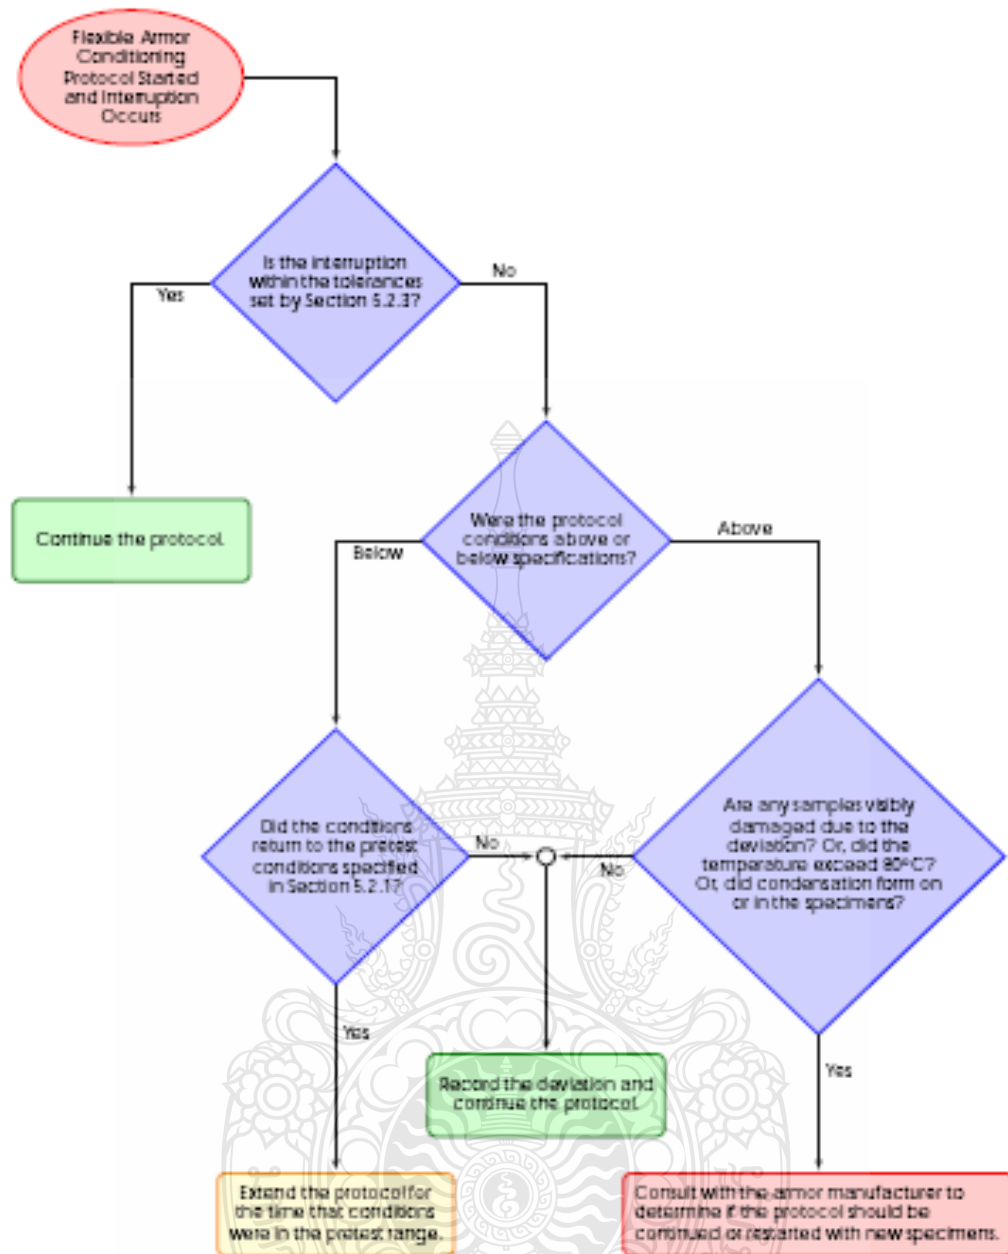 Flexible Armor
Conditioning
Protocol Started
and Interruption
Occurs
Is the interruption
within the tolerances
set by Section 5.2.3?
Yes
No
Continue the protocol.
Were the protocol
conditions above or
below specifications?
Below
Above
Did the conditions
return to the pretest
conditions specified
in Section 5.2.1?
No
No
Are any samples visibly
damaged due to the
deviation? Or, did the
temperature exceed 80°C?
Or, did condensation form on
or in the specimens?
Yes
Yes
Record the deviation and
continue the protocol.
Extend the protocol for
the time that conditions
were in the pretest range.
Consult with the armor manufacturer to
determine if the protocol should be
continued or restarted with new specimens.